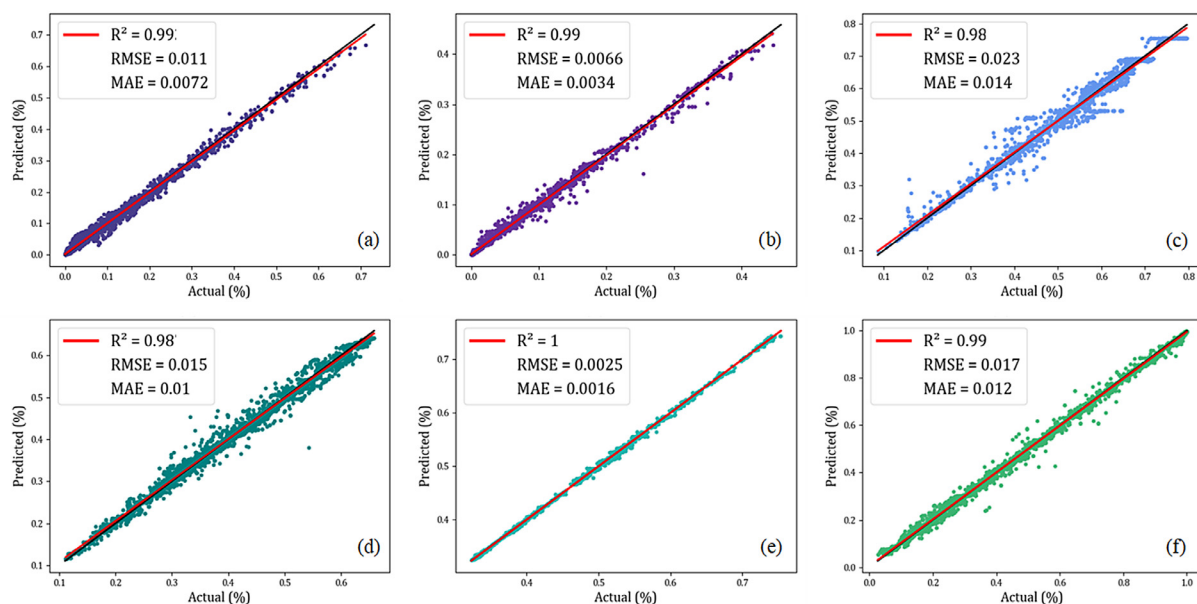 R² = 0.99
RMSE = 0.011
MAE = 0.0072
Predicted (%)
0.7
0.6
0.5
0.4
0.3
0.2
0.1
0.0
0.0 0.1 0.2 0.3 0.4 0.5 0.6 0.7
Actual (%)
(a)
R² = 0.99
RMSE = 0.0066
MAE = 0.0034
Predicted (%)
0.4
0.3
0.2
0.1
0.0
0.0 0.1 0.2 0.3 0.4
Actual (%)
(b)
R² = 0.98
RMSE = 0.023
MAE = 0.014
Predicted (%)
0.8
0.7
0.6
0.5
0.4
0.3
0.2
0.1
0.1 0.2 0.3 0.4 0.5 0.6 0.7 0.8
Actual (%)
(c)
R² = 0.98
RMSE = 0.015
MAE = 0.01
Predicted (%)
0.6
0.5
0.4
0.3
0.2
0.1
0.1 0.2 0.3 0.4 0.5 0.6
Actual (%)
(d)
R² = 1
RMSE = 0.0025
MAE = 0.0016
Predicted (%)
0.7
0.6
0.5
0.4
0.4 0.5 0.6 0.7
Actual (%)
(e)
R² = 0.99
RMSE = 0.017
MAE = 0.012
Predicted (%)
1.0
0.8
0.6
0.4
0.2
0.0
0.0 0.2 0.4 0.6 0.8 1.0
Actual (%)
(f)